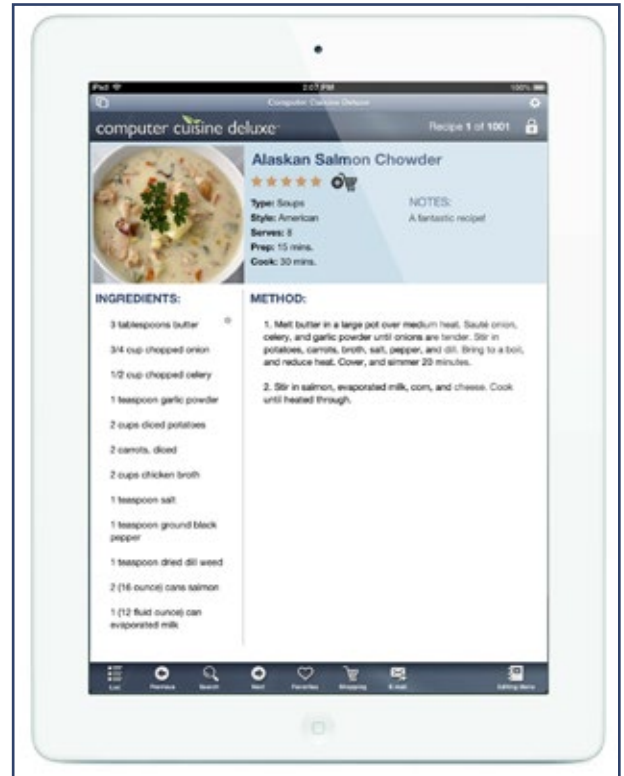 iPad 2:07 PM 100%
Computer Cuisine Deluxe
computer cuisine deluxe Recipe 1 of 1001
Alaskan Salmon Chowder
Type: Soups
Style: American
Serves: 8
Prep: 15 mins.
Cook: 30 mins.
NOTES:
A fantastic recipe!
INGREDIENTS:
3 tablespoons butter
3/4 cup chopped onion
1/2 cup chopped celery
1 teaspoon garlic powder
2 cups diced potatoes
2 carrots, diced
2 cups chicken broth
1 teaspoon salt
1 teaspoon ground black
pepper
1 teaspoon dried dill weed
2 (16 ounce) cans salmon
1 (12 fluid ounce) can
evaporated milk
METHOD:
1. Melt butter in a large pot over medium heat. Sauté onion,
celery, and garlic powder until onions are tender. Stir in
potatoes, carrots, broth, salt, pepper, and dill. Bring to a boil,
and reduce heat. Cover, and simmer 20 minutes.
2. Stir in salmon, evaporated milk, corn, and cheese. Cook
until heated through.
List Previous Search Next Favorites Shopping E-mail Editing Menu